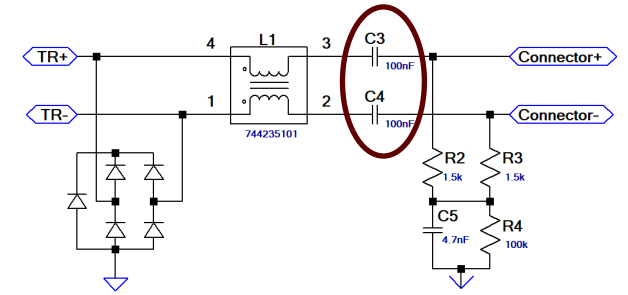 4 L1 3 C3
TR+ 100nF Connector+
1 2 C4
TR- 100nF Connector-
744235101
R2 R3
1.5k 1.5k
C5 R4
4.7nF 100k